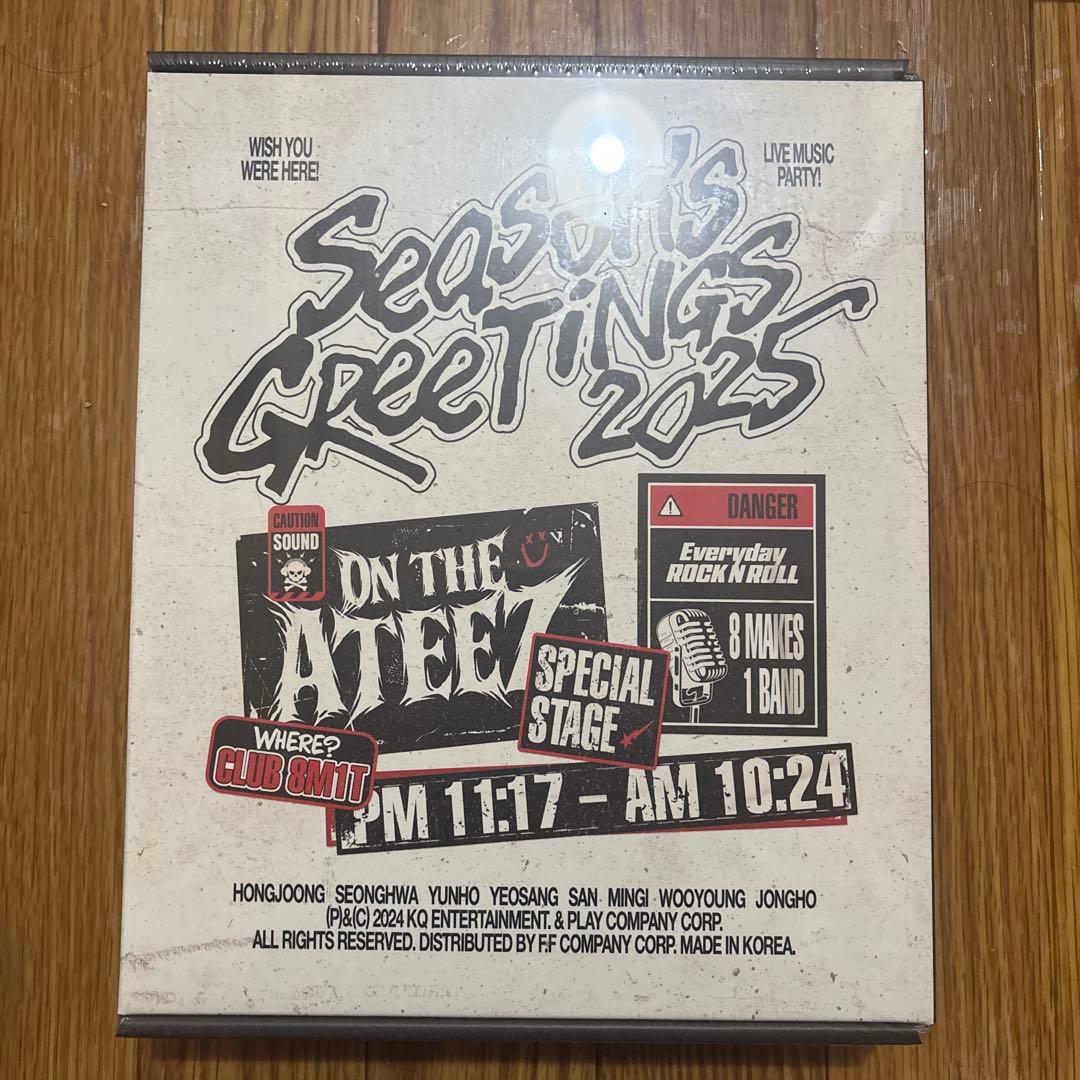 WISH YOU
WERE HERE!
LIVE MUSIC
PARTY!
Season's
GReeTiNGS
2025
CAUTION
SOUND
ON THE
ATEEZ
DANGER
Everyday
ROCK N ROLL
8 MAKES
1 BAND
SPECIAL
STAGE
WHERE?
CLUB 8M1T
PM 11:17 – AM 10:24
HONGJOONG SEONGHWA YUNHO YEOSANG SAN MINGI WOOYOUNG JONGHO
(P)&(C) 2024 KQ ENTERTAINMENT. & PLAY COMPANY CORP.
ALL RIGHTS RESERVED. DISTRIBUTED BY F.F COMPANY CORP. MADE IN KOREA.